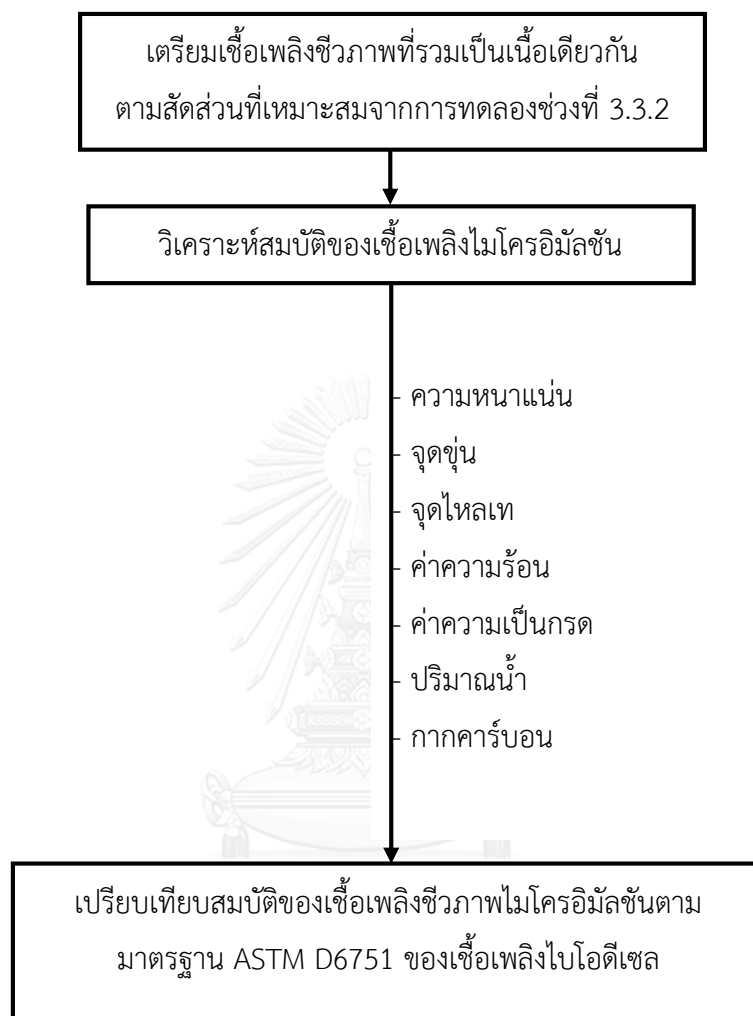 เตรียมเชื้อเพลิงชีวภาพที่รวมเป็นเนื้อเดียวกัน
ตามสัดส่วนที่เหมาะสมจากการทดลองช่วงที่ 3.3.2
วิเคราะห์สมบัติของเชื้อเพลิงไมโครอิมัลชัน
- ความหนาแน่น
- จุดขุ่น
- จุดไหลเท
- ค่าความร้อน
- ค่าความเป็นกรด
- ปริมาณน้ำ
- กากคาร์บอน
เปรียบเทียบสมบัติของเชื้อเพลิงชีวภาพไมโครอิมัลชันตาม
มาตรฐาน ASTM D6751 ของเชื้อเพลิงไบโอดีเซล